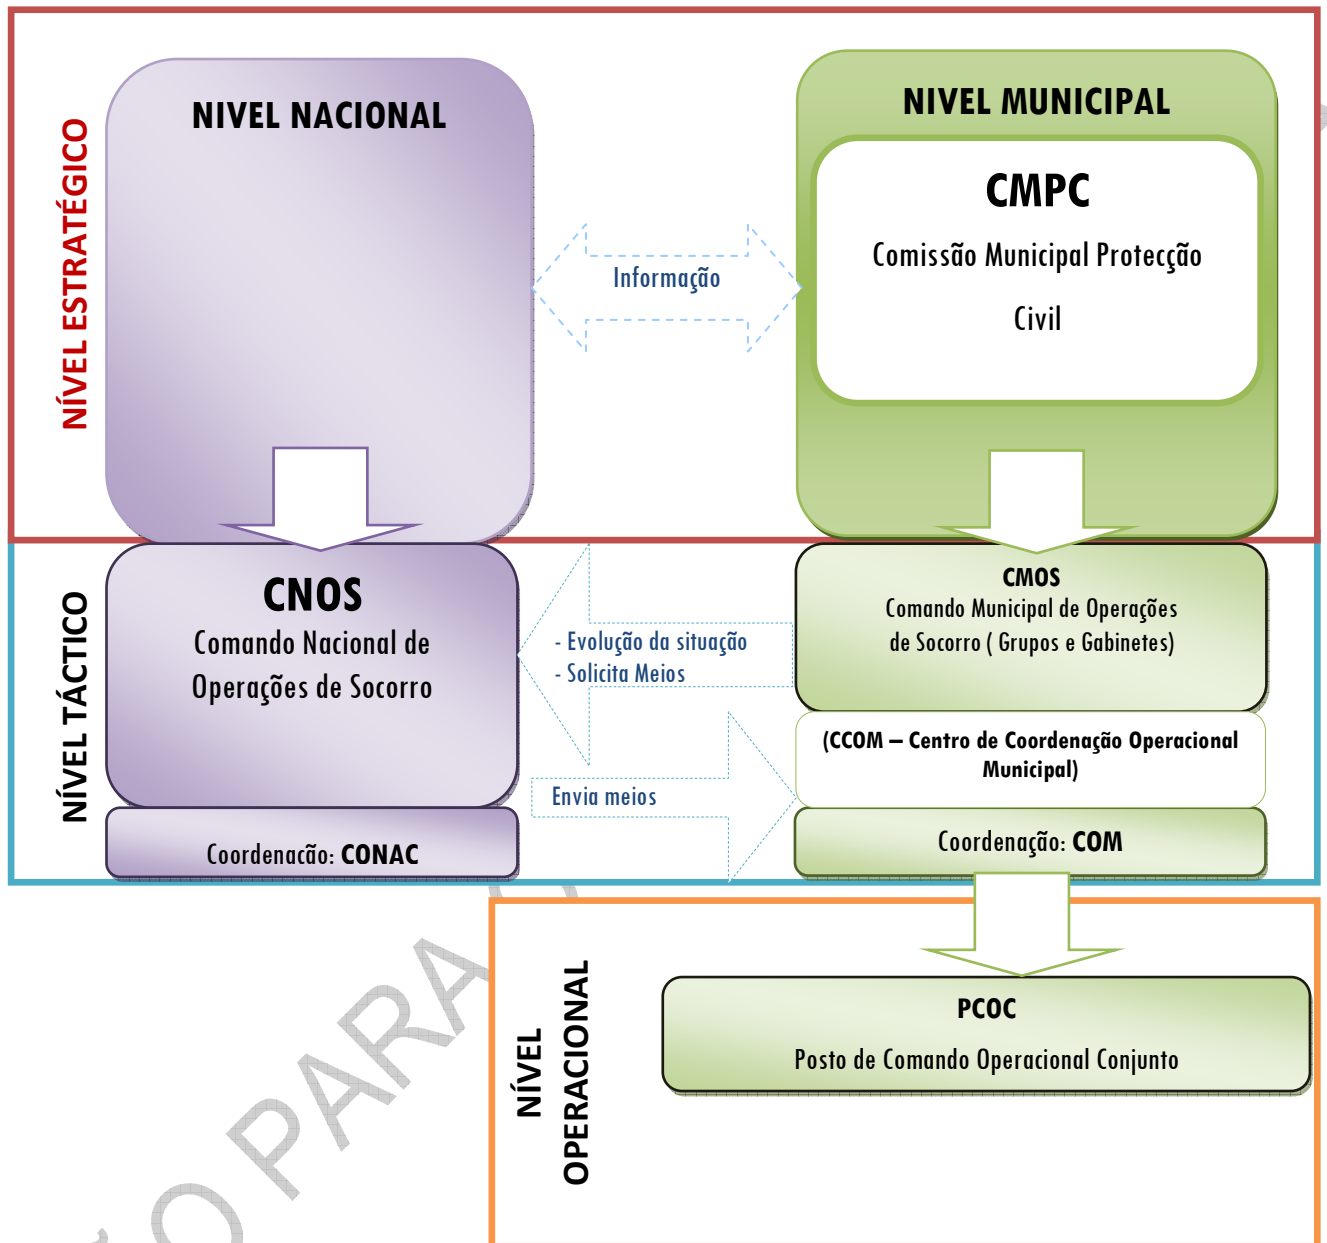 NÍVEL ESTRATÉGICO
NIVEL NACIONAL
Informação
NIVEL MUNICIPAL
CMPC
Comissão Municipal Protecção
Civil
NÍVEL TÁCTICO
CNOS
Comando Nacional de
Operações de Socorro
Coordenacão: CONAC
- Evolução da situação
- Solicita Meios
Envia meios
CMOS
Comando Municipal de Operações
de Socorro ( Grupos e Gabinetes)
(CCOM – Centro de Coordenação Operacional
Municipal)
Coordenação: COM
NÍVEL
OPERACIONAL
PCOC
Posto de Comando Operacional Conjunto
PARA